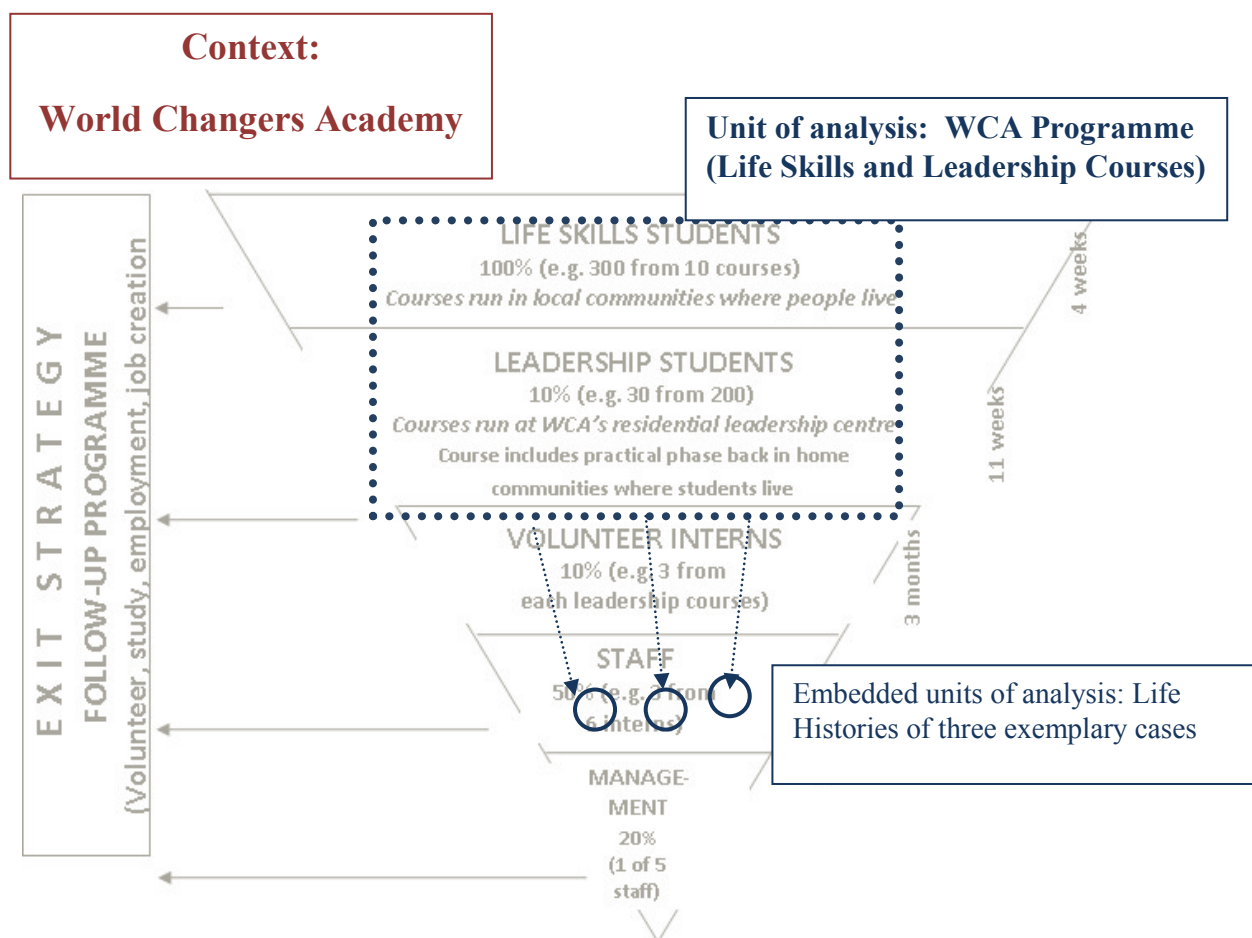 Context:
World Changers Academy
Unit of analysis:  WCA Programme
(Life Skills and Leadership Courses)
EXIT STRATEGY
FOLLOW-UP PROGRAMME
(Volunteer, study, employment, job creation
LIFE SKILLS STUDENTS
100% (e.g. 300 from 10 courses)
Courses run in local communities where people live
4 weeks
LEADERSHIP STUDENTS
10% (e.g. 30 from 200)
Courses run at WCA's residential leadership centre
Course includes practical phase back in home
communities where students live
11 weeks
VOLUNTEER INTERNS
10% (e.g. 3 from
each leadership courses)
3 months
STAFF
50% (e.g. 3 from
6 interns)
Embedded units of analysis: Life
Histories of three exemplary cases
MANAGE-
MENT
20%
(1 of 5
staff)